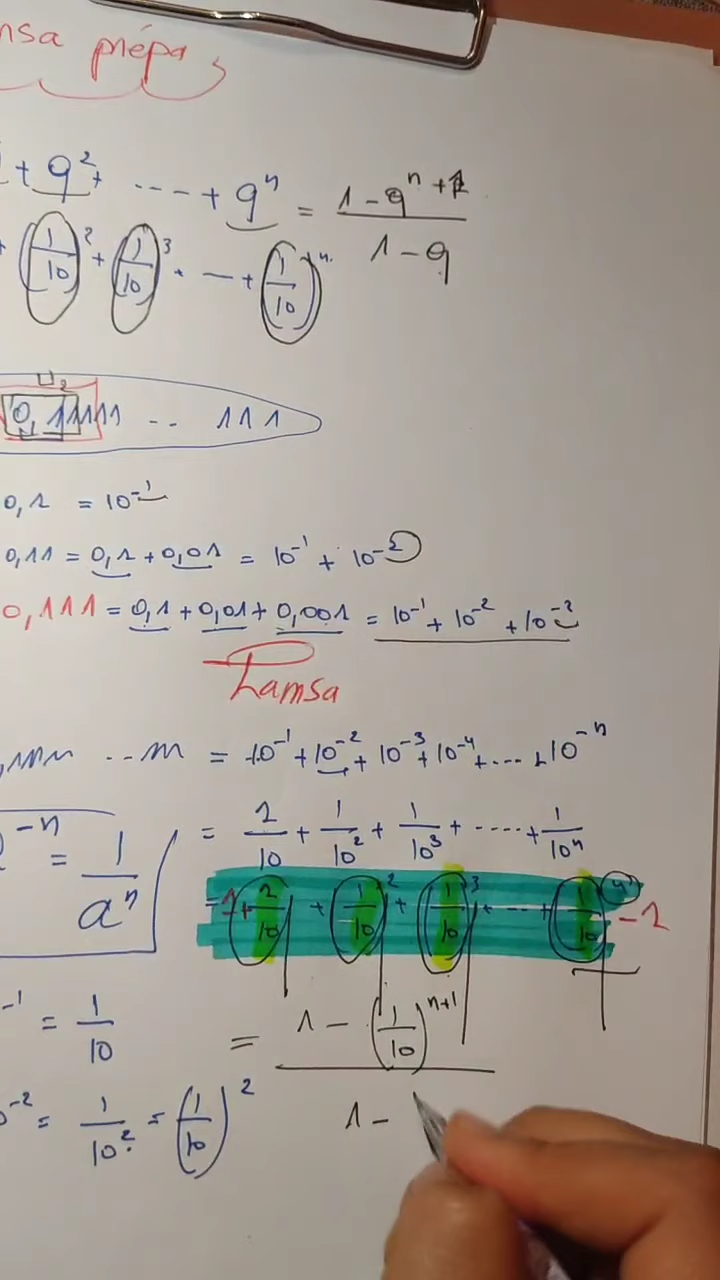 prépa
+ q² + ---- + qⁿ = (1 - qⁿ⁺¹)/(1 - q)
+ (1/10)² + (1/10)³ + --- + (1/10)ⁿ
U₂
0,11111 .. 111
0,1 = 10⁻¹
0,11 = 0,1 + 0,01 = 10⁻¹ + 10⁻²
0,111 = 0,1 + 0,01 + 0,001 = 10⁻¹ + 10⁻² + 10⁻³
Lamsa
= 10⁻¹ + 10⁻² + 10⁻³ + 10⁻⁴ + .... + 10⁻ⁿ
⁻ⁿ = 1/aⁿ
= 1/10 + 1/10² + 1/10³ + ---- + 1/10ⁿ
= 1 + 1/10 + (1/10)² + (1/10)³ + --- + (1/10)ⁿ - 1
⁻¹ = 1/10
= (1 - (1/10)ⁿ⁺¹)/(1 -
⁻² = 1/10² = (1/10)²